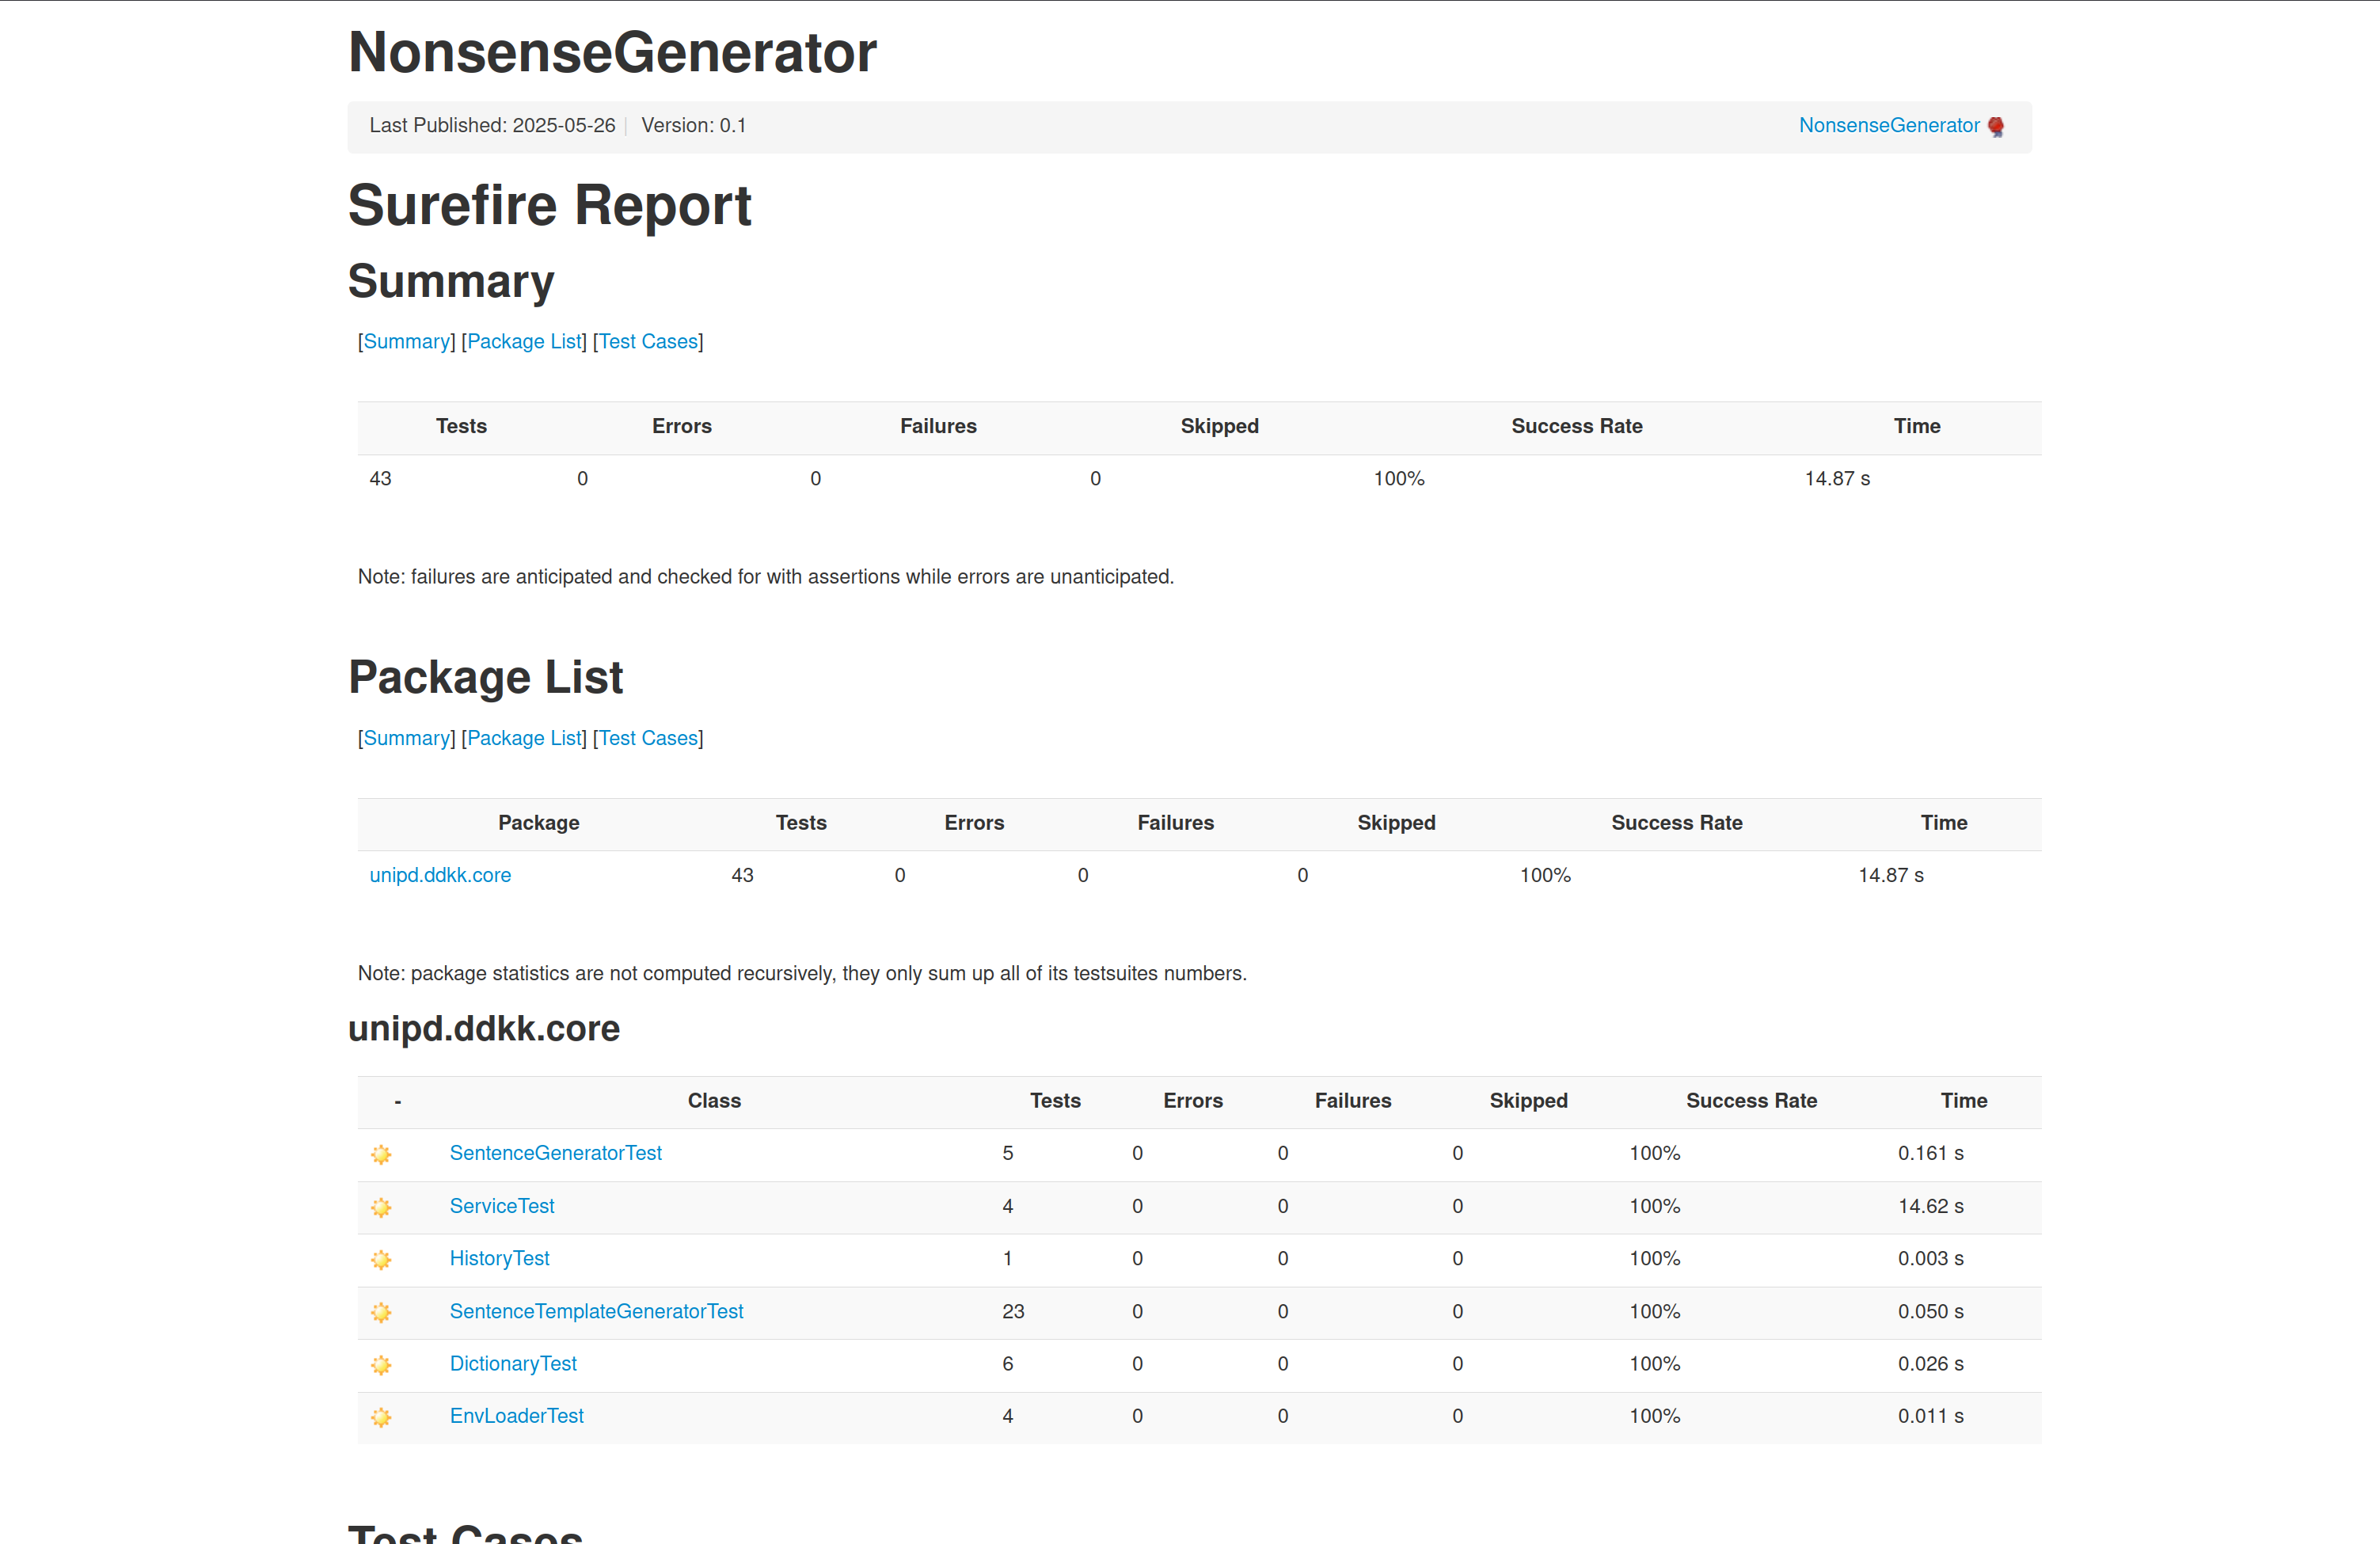 NonsenseGenerator
Last Published: 2025-05-26 | Version: 0.1 NonsenseGenerator
Surefire Report
Summary
[Summary] [Package List] [Test Cases]
Tests Errors Failures Skipped Success Rate Time
43 0 0 0 100% 14.87 s
Note: failures are anticipated and checked for with assertions while errors are unanticipated.
Package List
[Summary] [Package List] [Test Cases]
Package Tests Errors Failures Skipped Success Rate Time
unipd.ddkk.core 43 0 0 0 100% 14.87 s
Note: package statistics are not computed recursively, they only sum up all of its testsuites numbers.
unipd.ddkk.core
- Class Tests Errors Failures Skipped Success Rate Time
SentenceGeneratorTest 5 0 0 0 100% 0.161 s
ServiceTest 4 0 0 0 100% 14.62 s
HistoryTest 1 0 0 0 100% 0.003 s
SentenceTemplateGeneratorTest 23 0 0 0 100% 0.050 s
DictionaryTest 6 0 0 0 100% 0.026 s
EnvLoaderTest 4 0 0 0 100% 0.011 s
Test Cases